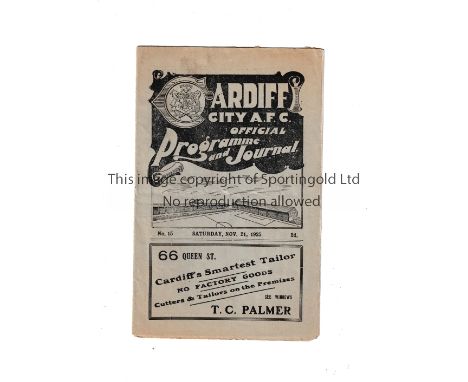 CARDIFF
CITY A.F.C.
OFFICIAL
Programme
and Journal.
This image copyright of Sportingold Ltd
No reproduction allowed
No. 15 SATURDAY, NOV. 21, 1925 2d.
66 QUEEN ST.
Cardiff's Smartest Tailor
NO FACTORY GOODS
Cutters & Tailors on the Premises
SEE WINDOWS
T. C. PALMER